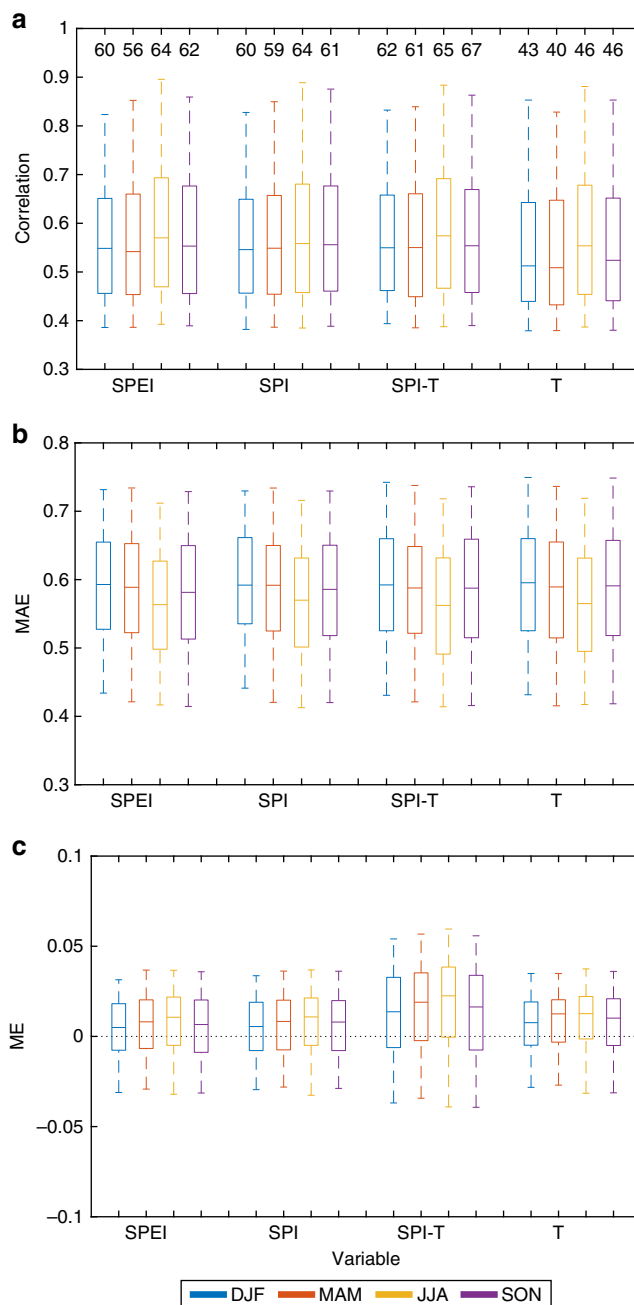 a
1
60 56 64 62 60 59 64 61 62 61 65 67 43 40 46 46
0.9
0.8
0.7
0.6
0.5
0.4
0.3
Correlation
SPEI SPI SPI-T T
b
0.8
0.7
0.6
0.5
0.4
0.3
MAE
SPEI SPI SPI-T T
c
0.1
0.05
0
−0.05
−0.1
ME
SPEI SPI SPI-T T
Variable
DJF MAM JJA SON